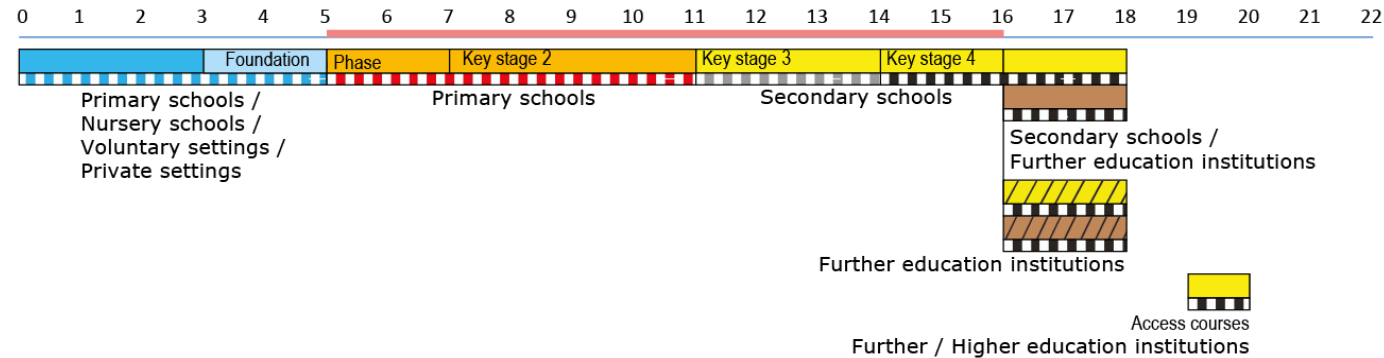 0 1 2 3 4 5 6 7 8 9 10 11 12 13 14 15 16 17 18 19 20 21 22
Foundation Phase Key stage 2 Key stage 3 Key stage 4
Primary schools /
Nursery schools /
Voluntary settings /
Private settings
Primary schools
Secondary schools
Secondary schools /
Further education institutions
Further education institutions
Access courses
Further / Higher education institutions